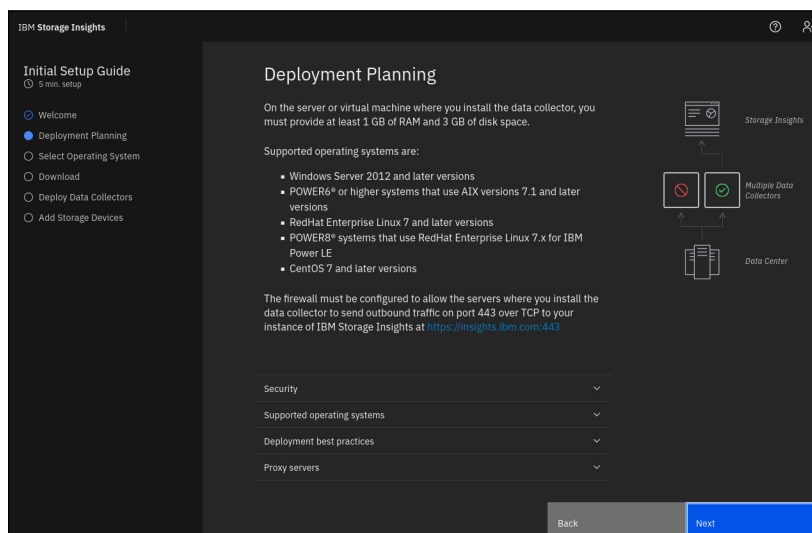 IBM Storage Insights
Initial Setup Guide
5 min. setup
Welcome
Deployment Planning
Select Operating System
Download
Deploy Data Collectors
Add Storage Devices
Deployment Planning
On the server or virtual machine where you install the data collector, you
must provide at least 1 GB of RAM and 3 GB of disk space.
Supported operating systems are:
▪ Windows Server 2012 and later versions
▪ POWER6® or higher systems that use AIX versions 7.1 and later
versions
▪ RedHat Enterprise Linux 7 and later versions
▪ POWER8® systems that use RedHat Enterprise Linux 7.x for IBM
Power LE
▪ CentOS 7 and later versions
The firewall must be configured to allow the servers where you install the
data collector to send outbound traffic on port 443 over TCP to your
instance of IBM Storage Insights at https://insights.ibm.com:443
Security
Supported operating systems
Deployment best practices
Proxy servers
Storage Insights
Multiple Data
Collectors
Data Center
Back
Next